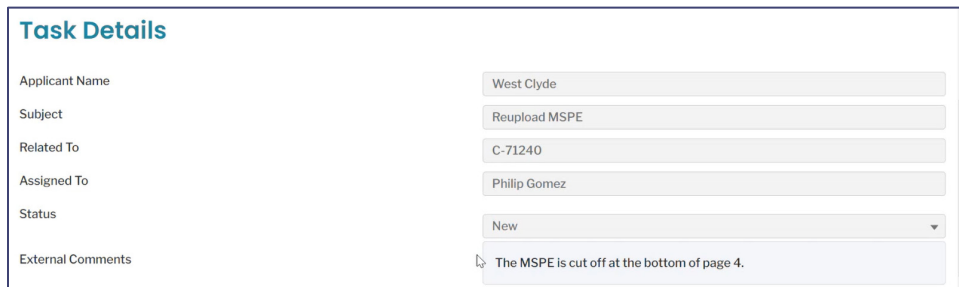 Task Details
Applicant Name West Clyde
Subject Reupload MSPE
Related To C-71240
Assigned To Philip Gomez
Status New
External Comments The MSPE is cut off at the bottom of page 4.